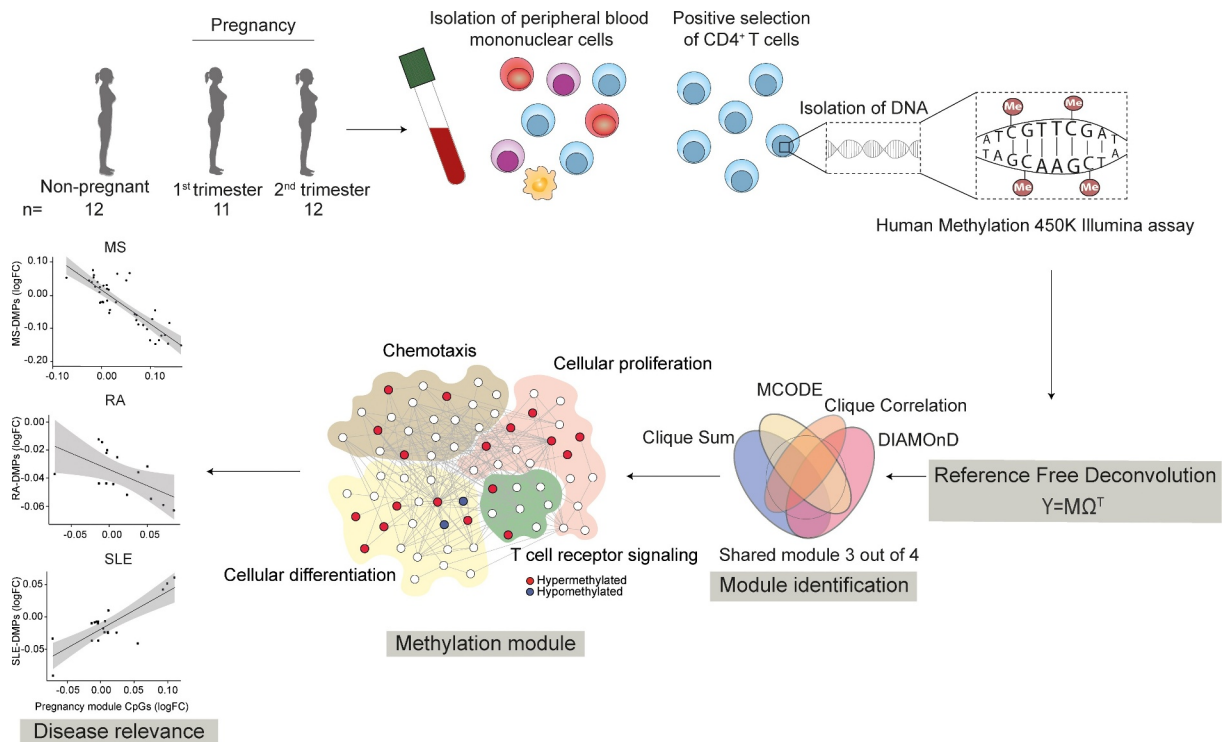 Pregnancy
Non-pregnant
1st trimester
2nd trimester
n=
12
11
12
Isolation of peripheral blood
mononuclear cells
Positive selection
of CD4+ T cells
Isolation of DNA
Me
Me
ATCGTTCGAT
TAGCAAGCTA
Me
Me
Human Methylation 450K Illumina assay
Reference Free Deconvolution
Y=MΩT
MCODE
Clique Correlation
Clique Sum
DIAMOnD
Shared module 3 out of 4
Module identification
Chemotaxis
Cellular proliferation
T cell receptor signaling
Cellular differentiation
Hypermethylated
Hypomethylated
Methylation module
MS
MS-DMPs (logFC)
0.10
0.00
-0.10
-0.20
-0.10
0.00
0.10
RA
RA-DMPs (logFC)
0.00
-0.02
-0.04
-0.06
-0.05
0.00
0.05
SLE
SLE-DMPs (logFC)
0.05
0.00
-0.05
-0.05
0.00
0.05
0.10
Pregnancy module CpGs (logFC)
Disease relevance